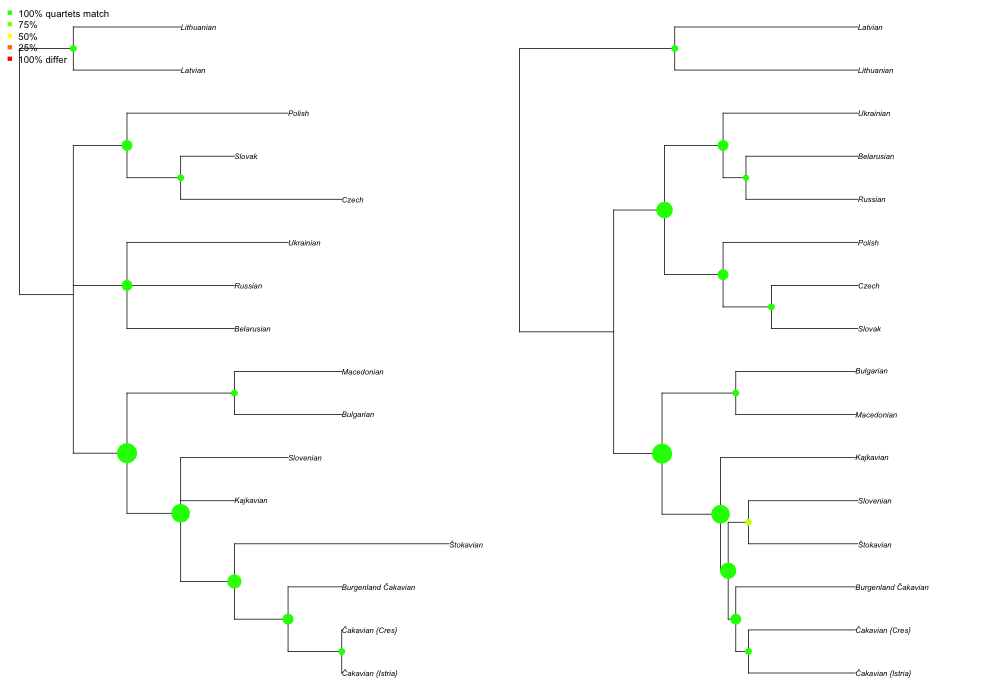 100% quartets match
75%
50%
25%
100% differ
Lithuanian
Latvian
Polish
Slovak
Czech
Ukrainian
Russian
Belarusian
Macedonian
Bulgarian
Slovenian
Kajkavian
Štokavian
Burgenland Čakavian
Čakavian (Cres)
Čakavian (Istria)
Latvian
Lithuanian
Ukrainian
Belarusian
Russian
Polish
Czech
Slovak
Bulgarian
Macedonian
Kajkavian
Slovenian
Štokavian
Burgenland Čakavian
Čakavian (Cres)
Čakavian (Istria)